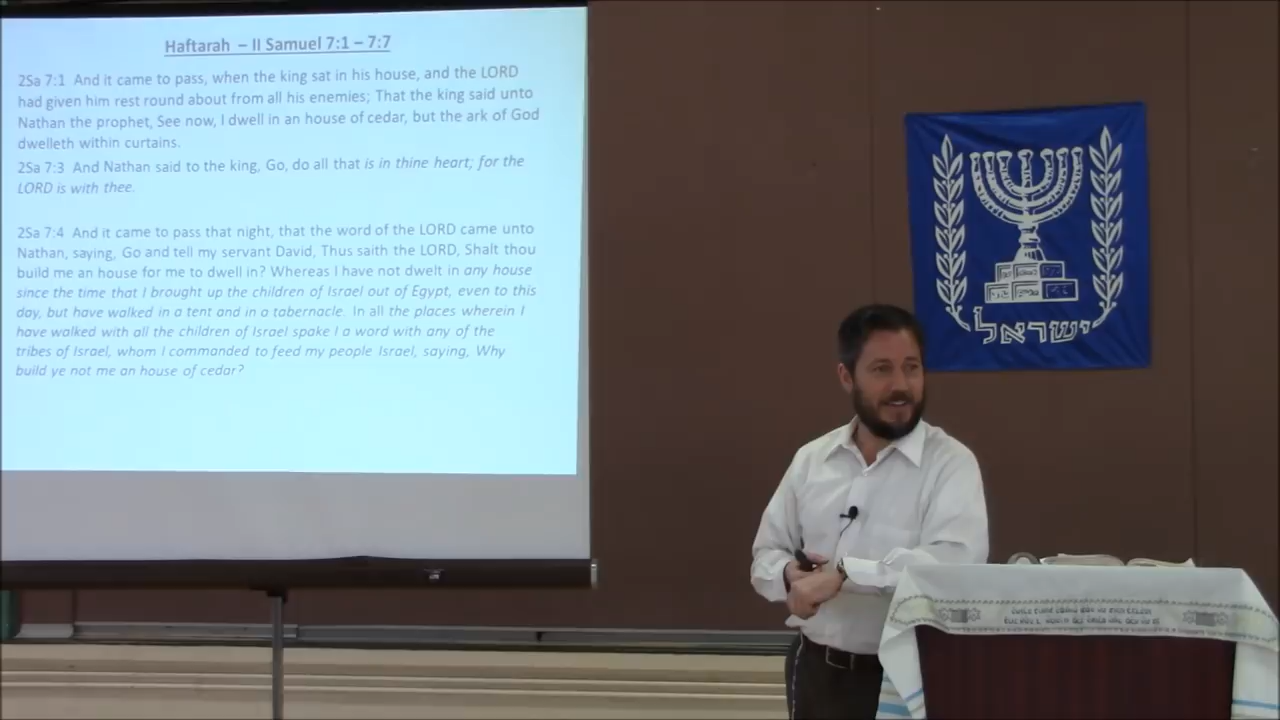 Haftarah – II Samuel 7:1 – 7:7
2Sa 7:1 And it came to pass, when the king sat in his house, and the LORD
had given him rest round about from all his enemies; That the king said unto
Nathan the prophet, See now, I dwell in an house of cedar, but the ark of God
dwelleth within curtains.
2Sa 7:3 And Nathan said to the king, Go, do all that is in thine heart; for the
LORD is with thee.
2Sa 7:4 And it came to pass that night, that the word of the LORD came unto
Nathan, saying, Go and tell my servant David, Thus saith the LORD, Shalt thou
build me an house for me to dwell in? Whereas I have not dwelt in any house
since the time that I brought up the children of Israel out of Egypt, even to this
day, but have walked in a tent and in a tabernacle. In all the places wherein I
have walked with all the children of Israel spake I a word with any of the
tribes of Israel, whom I commanded to feed my people Israel, saying, Why
build ye not me an house of cedar?
ישראל